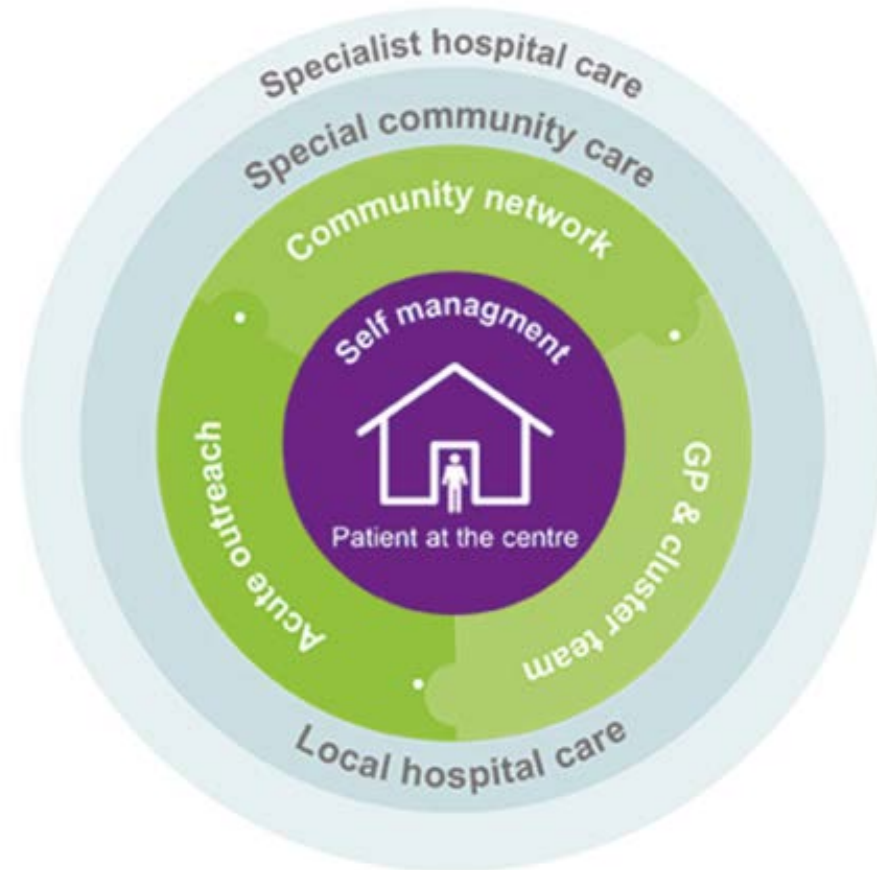 Specialist hospital care
Special community care
Community network
Self managment
Patient at the centre
Acute outreach
GP & cluster team
Local hospital care